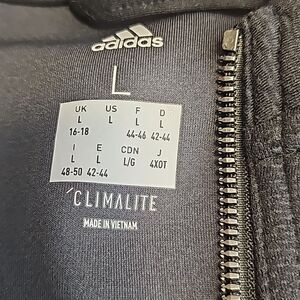 adidas
L
UK US F D
L L L L
16-18 44-46 42-44
I E CDN J
L L L/G 4XOT
48-50 42-44
CLIMALITE
MADE IN VIETNAM